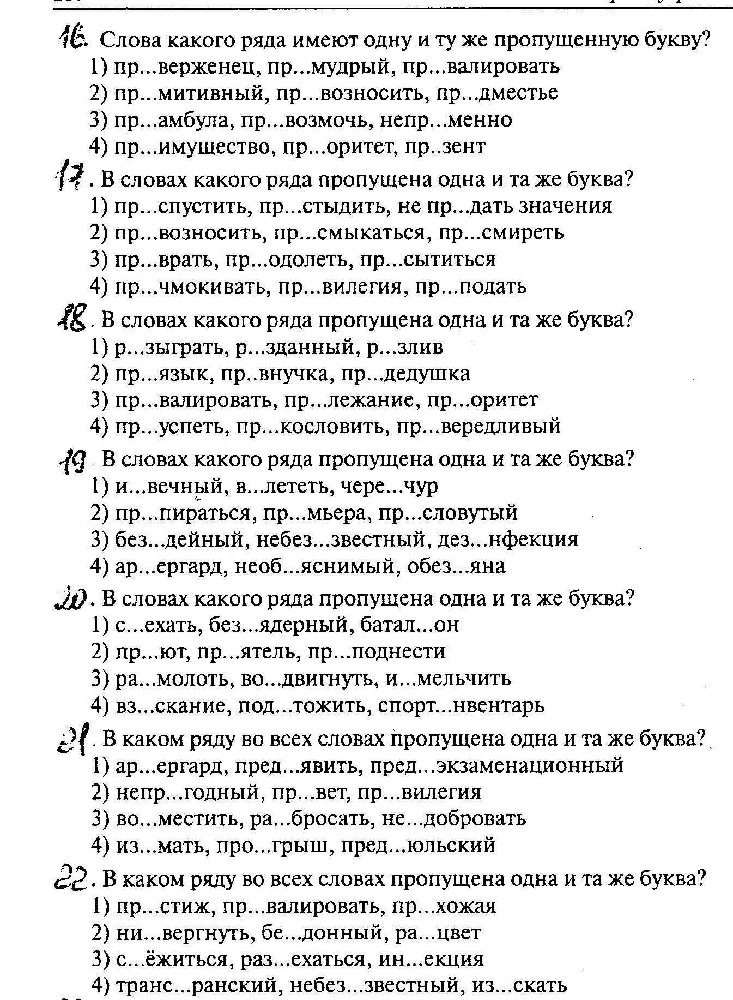 16. Слова какого ряда имеют одну и ту же пропущенную букву?
1) пр...верженец, пр...мудрый, пр...валировать
2) пр...митивный, пр...возносить, пр...дместье
3) пр...амбула, пр...возмочь, непр...менно
4) пр...имущество, пр...оритет, пр..зент
17. В словах какого ряда пропущена одна и та же буква?
1) пр...спустить, пр...стыдить, не пр...дать значения
2) пр...возносить, пр...смыкаться, пр...смиреть
3) пр...врать, пр...одолеть, пр...сытиться
4) пр...чмокивать, пр...вилегия, пр...подать
18. В словах какого ряда пропущена одна и та же буква?
1) р...зыграть, р...зданный, р...злив
2) пр...язык, пр..внучка, пр...дедушка
3) пр...валировать, пр...лежание, пр...оритет
4) пр...успеть, пр...кословить, пр...вередливый
19. В словах какого ряда пропущена одна и та же буква?
1) и...вечный, в...лететь, чере...чур
2) пр...пираться, пр...мьера, пр...словутый
3) без...дейный, небез...звестный, дез...нфекция
4) ар...ергард, необ...яснимый, обез...яна
20. В словах какого ряда пропущена одна и та же буква?
1) с...ехать, без...ядерный, батал...он
2) пр...ют, пр...ятель, пр...поднести
3) ра...молоть, во...двигнуть, и...мельчить
4) вз...скание, под...тожить, спорт...нвентарь
21. В каком ряду во всех словах пропущена одна и та же буква?
1) ар...ергард, пред...явить, пред...экзаменационный
2) непр...годный, пр...вет, пр...вилегия
3) во...местить, ра...бросать, не...добровать
4) из...мать, про...грыш, пред...юльский
22. В каком ряду во всех словах пропущена одна и та же буква?
1) пр...стиж, пр...валировать, пр...хожая
2) ни...вергнуть, бе...донный, ра...цвет
3) с...ёжиться, раз...ехаться, ин...екция
4) транс...ранский, небез...звестный, из...скать